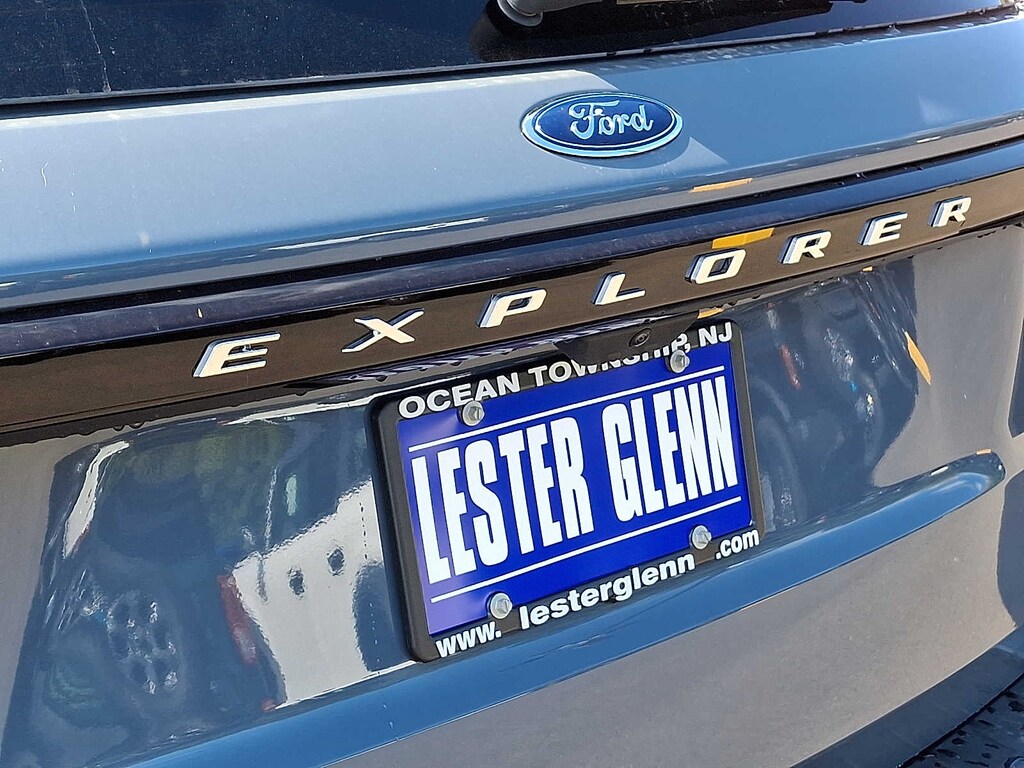 Ford
EXPLORER
OCEAN TOWNSHIP, NJ
LESTER GLENN
www. lesterglenn .com